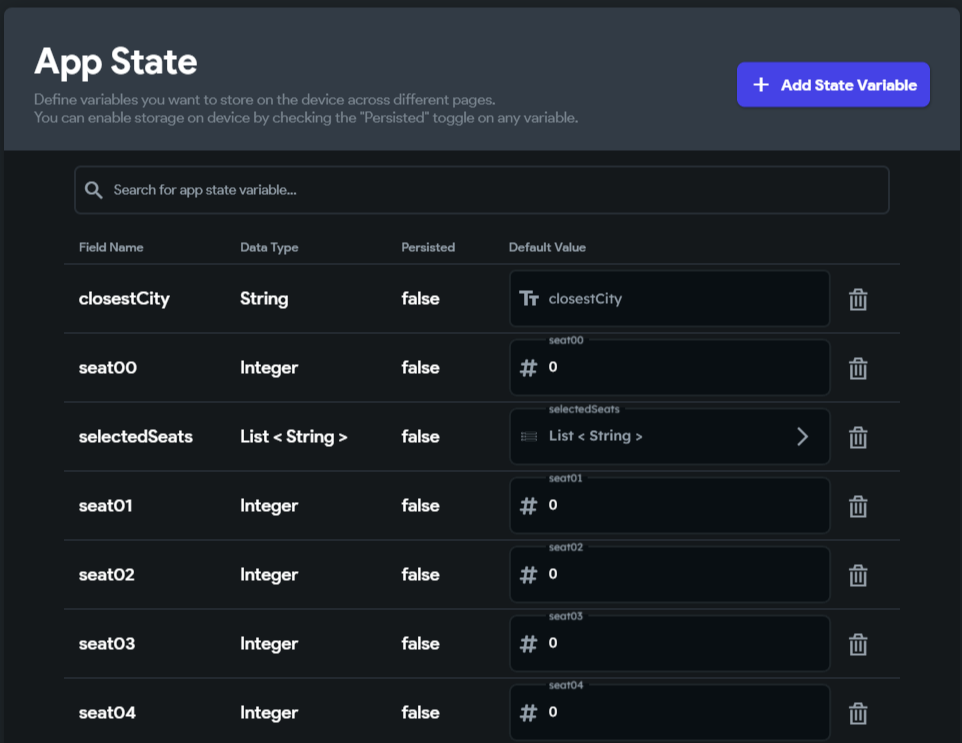 App State
Define variables you want to store on the device across different pages.
You can enable storage on device by checking the "Persisted" toggle on any variable.
+ Add State Variable
Search for app state variable...
Field Name Data Type Persisted Default Value
closestCity String false Tт closestCity
seat00
seat00 Integer false # 0
selectedSeats
selectedSeats List < String > false List < String >
seat01
seat01 Integer false # 0
seat02
seat02 Integer false # 0
seat03
seat03 Integer false # 0
seat04
seat04 Integer false # 0